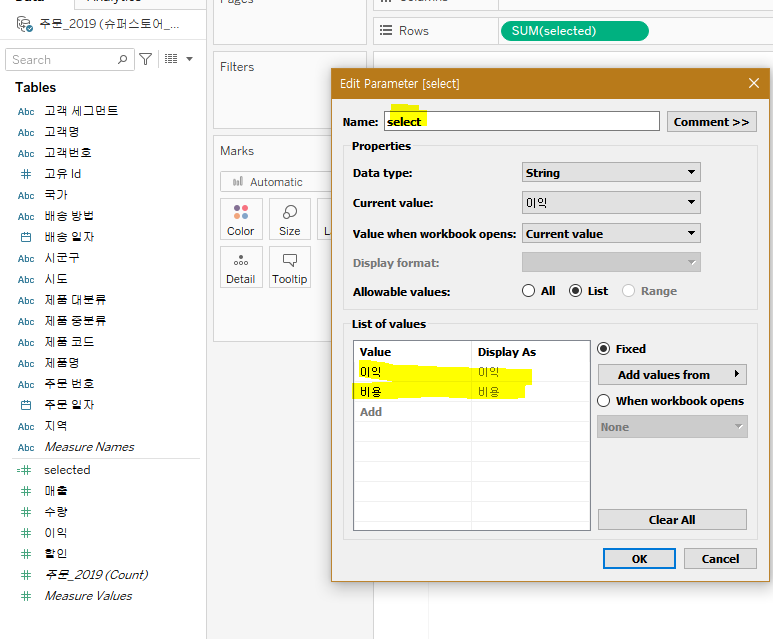 Analytics
Pages
Columns
주문_2019 (슈퍼스토어_...
Rows
SUM(selected)
Search
Filters
Tables
Abc 고객 세그먼트
Abc 고객명
Abc 고객번호
# 고유 Id
Abc 국가
Abc 배송 방법
배송 일자
Abc 시군구
Abc 시도
Abc 제품 대분류
Abc 제품 중분류
Abc 제품 코드
Abc 제품명
Abc 주문 번호
주문 일자
Abc 지역
Abc Measure Names
=# selected
# 매출
# 수량
# 이익
# 할인
# 주문_2019 (Count)
# Measure Values
Marks
Automatic
Color
Size
Detail
Tooltip
Edit Parameter [select]
Name: select
Comment >>
Properties
Data type: String
Current value: 이익
Value when workbook opens: Current value
Display format:
Allowable values: All List Range
List of values
Value Display As
이익 이익
비용 비용
Add
Fixed
Add values from
When workbook opens
None
Clear All
OK Cancel